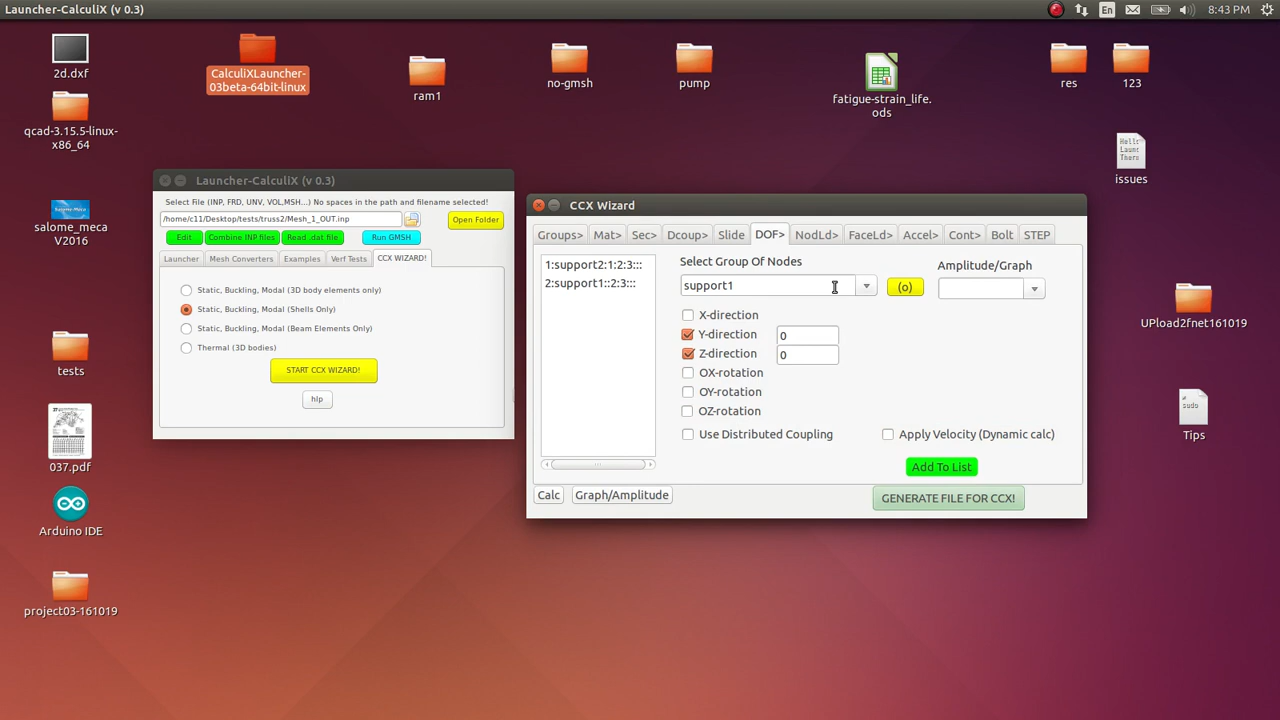 Launcher-CalculiX (v 0.3)
En
8:43 PM
2d.dxf
CalculiXLauncher-
03beta-64bit-linux
ram1
no-gmsh
pump
fatigue-strain_life.
ods
res
123
qcad-3.15.5-linux-
x86_64
Hello
issues
salome_meca
V2016
Launcher-CalculiX (v 0.3)
Select File (INP, FRD, UNV, VOL,MSH...) No spaces in the path and filename selected!
/home/c11/Desktop/tests/truss2/Mesh_1_OUT.inp
Open Folder
Edit
Combine INP files
Read .dat file
Run GMSH
Launcher
Mesh Converters
Examples
Verf Tests
CCX WIZARD!
Static, Buckling, Modal (3D body elements only)
Static, Buckling, Modal (Shells Only)
Static, Buckling, Modal (Beam Elements Only)
Thermal (3D bodies)
START CCX WIZARD!
hlp
CCX Wizard
Groups>
Mat>
Sec>
Dcoup>
Slide
DOF>
NodLd>
FaceLd>
Accel>
Cont>
Bolt
STEP
1:support2:1:2:3:::
2:support1::2:3:::
Select Group Of Nodes
support1
(o)
Amplitude/Graph
X-direction
Y-direction
0
Z-direction
0
OX-rotation
OY-rotation
OZ-rotation
Use Distributed Coupling
Apply Velocity (Dynamic calc)
Add To List
Calc
Graph/Amplitude
GENERATE FILE FOR CCX!
UPload2fnet161019
tests
sudo
Tips
037.pdf
Arduino IDE
project03-161019